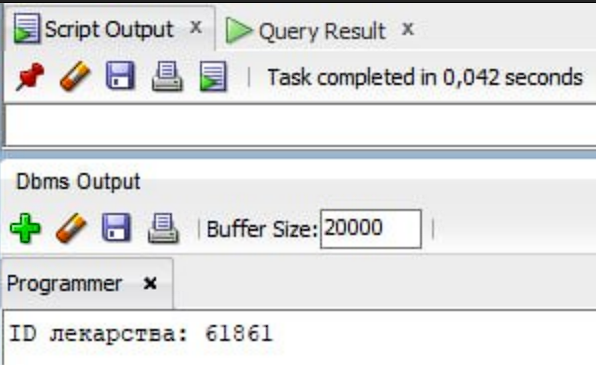 Script Output x Query Result x
Task completed in 0,042 seconds
Dbms Output
Buffer Size: 20000
Programmer x
ID лекарства: 61861